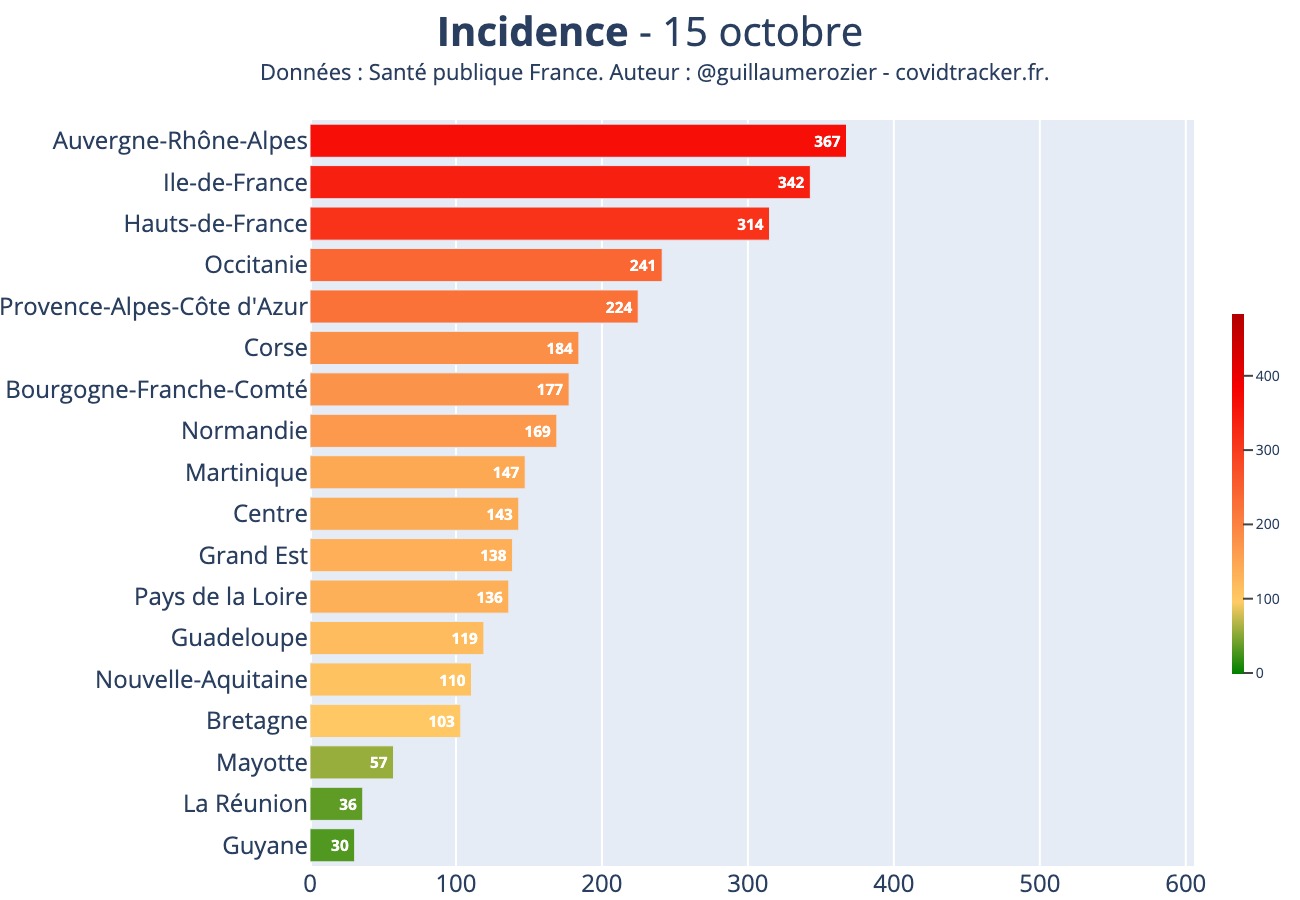 Incidence - 15 octobre
Données : Santé publique France. Auteur : @guillaumerozier - covidtracker.fr.
Auvergne-Rhône-Alpes 367
Ile-de-France 342
Hauts-de-France 314
Occitanie 241
Provence-Alpes-Côte d'Azur 224
Corse 184
Bourgogne-Franche-Comté 177
Normandie 169
Martinique 147
Centre 143
Grand Est 138
Pays de la Loire 136
Guadeloupe 119
Nouvelle-Aquitaine 110
Bretagne 103
Mayotte 57
La Réunion 36
Guyane 30
0 100 200 300 400 500 600
400
300
200
100
0